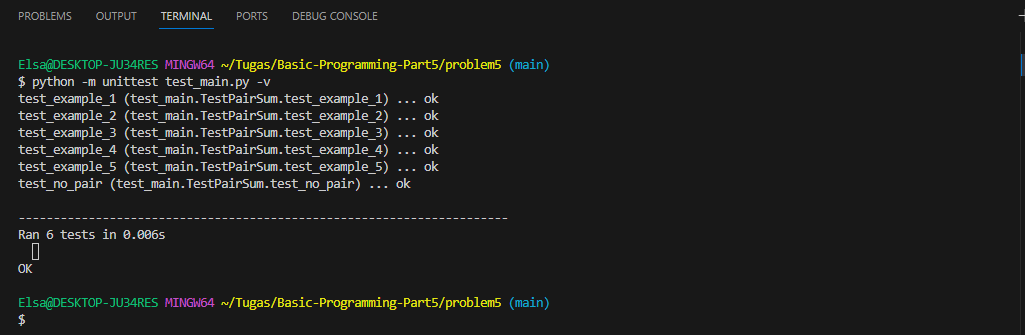 PROBLEMS OUTPUT TERMINAL PORTS DEBUG CONSOLE
Elsa@DESKTOP-JU34RES MINGW64 ~/Tugas/Basic-Programming-Part5/problem5 (main)
$ python -m unittest test_main.py -v
test_example_1 (test_main.TestPairSum.test_example_1) ... ok
test_example_2 (test_main.TestPairSum.test_example_2) ... ok
test_example_3 (test_main.TestPairSum.test_example_3) ... ok
test_example_4 (test_main.TestPairSum.test_example_4) ... ok
test_example_5 (test_main.TestPairSum.test_example_5) ... ok
test_no_pair (test_main.TestPairSum.test_no_pair) ... ok
----------------------------------------------------------------------
Ran 6 tests in 0.006s
OK
Elsa@DESKTOP-JU34RES MINGW64 ~/Tugas/Basic-Programming-Part5/problem5 (main)
$